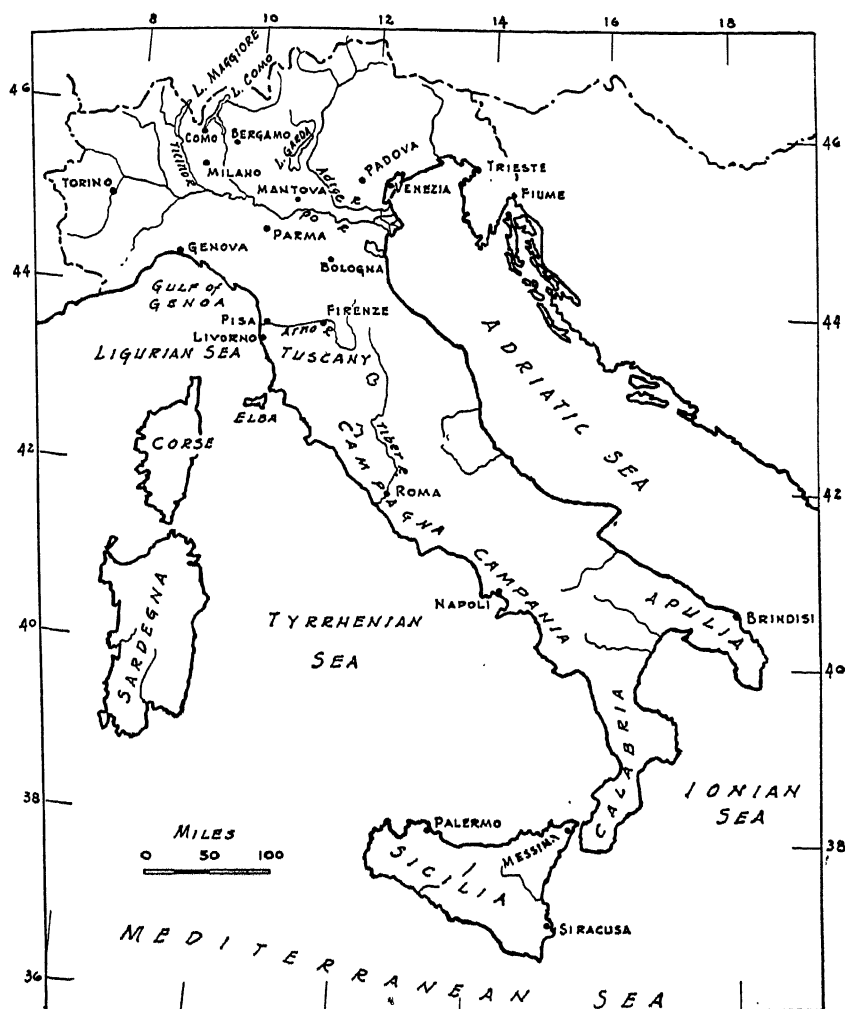 8 10 12 14 16 18
46
46
L. MAGGIORE
L. COMO
COMO
BERGAMO
L. GARDA
TICINO R
MILANO
PADOVA
TRIESTE
TORINO
MANTOVA
ADIGE R
VENEZIA
FIUME
PO R
PARMA
GENOVA
BOLOGNA
44
44
GULF of
GENOA
PISA
FIRENZE
ARNO R
LIVORNO
LIGURIAN SEA
TUSCANY
ADRIATIC SEA
ELBA
42
42
CORSE
TIBER R
CAMPAGNA
ROMA
CAMPANIA
NAPOLI
APULIA
BRINDISI
40
40
SARDEGNA
TYRRHENIAN
SEA
CALABRIA
IONIAN
SEA
38
38
MILES
0 50 100
PALERMO
MESSINA
SICILIA
SIRACUSA
36
MEDITERRANEAN SEA